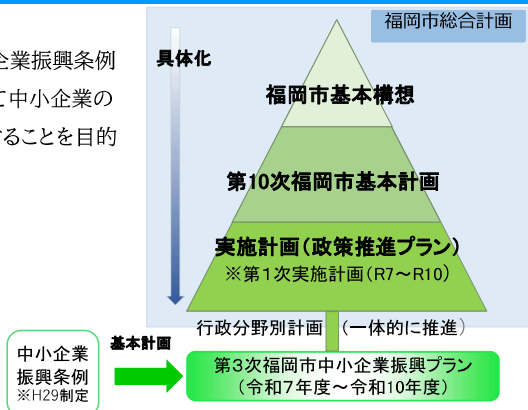 福岡市総合計画
企業振興条例
て中小企業の
することを目的
具体化
福岡市基本構想
第10次福岡市基本計画
実施計画(政策推進プラン)
※第1次実施計画(R7～R10)
行政分野別計画 (一体的に推進)
中小企業
振興条例
※H29制定
基本計画
第3次福岡市中小企業振興プラン
(令和7年度～令和10年度)